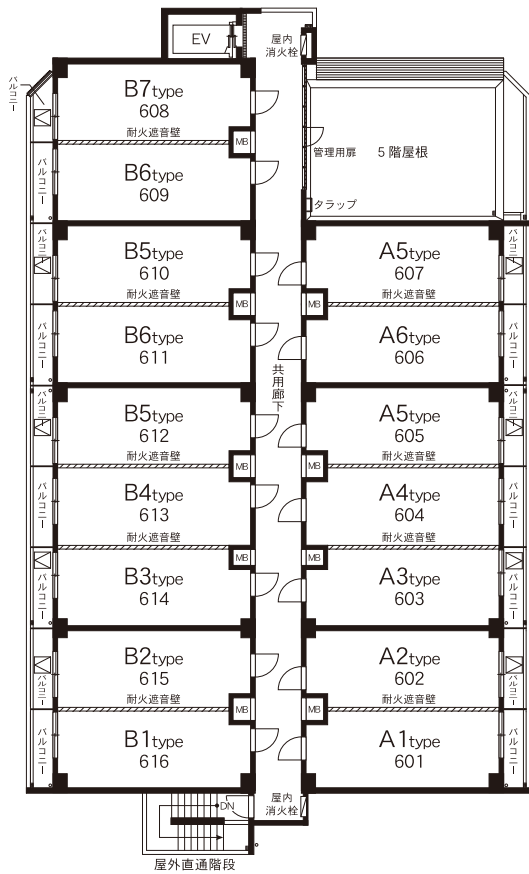 EV
屋内
消火栓
バルコニー
B7type
608
耐火遮音壁
MB
管理用扉
5階屋根
バルコニー
B6type
609
タラップ
バルコニー
B5type
610
耐火遮音壁
MB
MB
A5type
607
耐火遮音壁
バルコニー
バルコニー
B6type
611
A6type
606
バルコニー
共用廊下
バルコニー
B5type
612
耐火遮音壁
MB
MB
A5type
605
耐火遮音壁
バルコニー
バルコニー
B4type
613
耐火遮音壁
MB
MB
A4type
604
耐火遮音壁
バルコニー
バルコニー
B3type
614
A3type
603
バルコニー
バルコニー
B2type
615
耐火遮音壁
MB
MB
A2type
602
耐火遮音壁
バルコニー
バルコニー
B1type
616
A1type
601
バルコニー
DN
屋内
消火栓
屋外直通階段